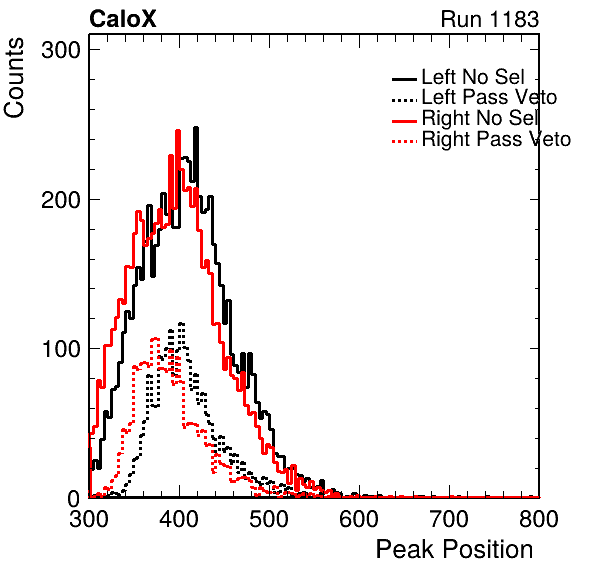 CaloX Run 1183
Counts
300
200
100
0
Left No Sel
Left Pass Veto
Right No Sel
Right Pass Veto
300 400 500 600 700 800
Peak Position